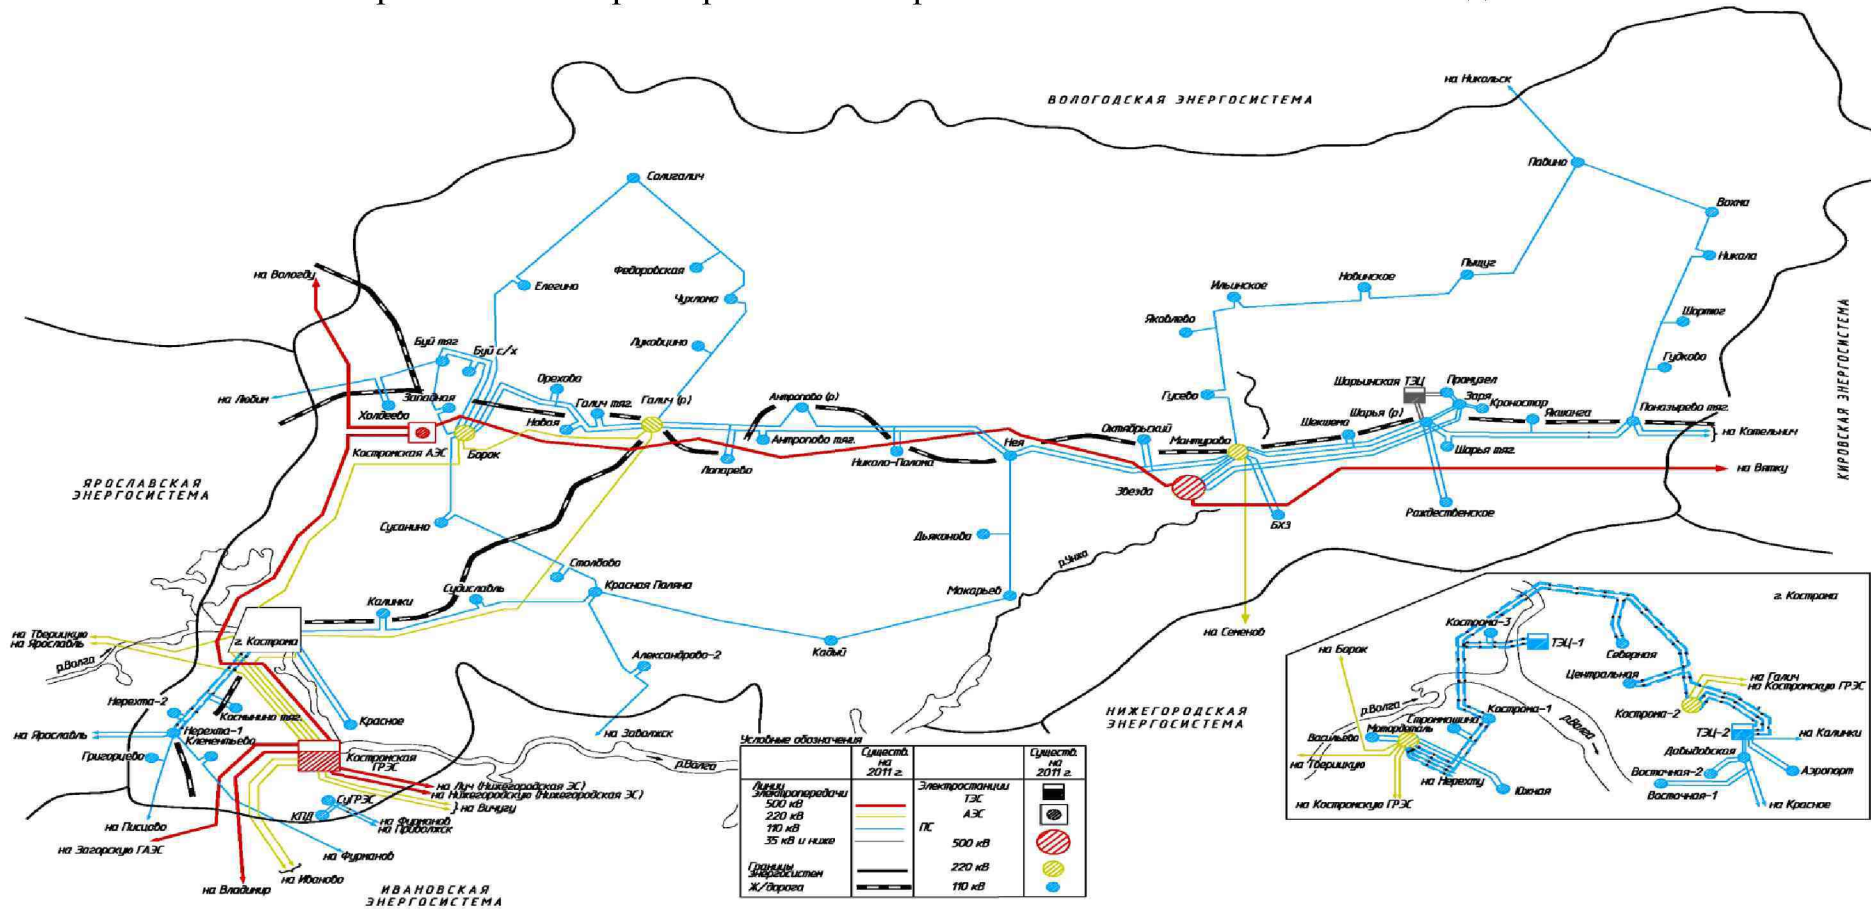 на Никольск
ВОЛОГОДСКАЯ ЭНЕРГОСИСТЕМА
Павино
Солигалич
Вохма
Федоровская
на Вологду
Елегино
Чухлома
Ильинское
Новинское
Пыщуг
Никола
Яковлево
Шортюг
КИРОВСКАЯ ЭНЕРГОСИСТЕМА
Буй тяг
Буй с/х
Луковцино
Гудково
на Любим
Холдеево
Западная
Орехово
Галич тяг.
Галич (р)
Новая
Антропово (р)
Антропово тяг.
Гусево
Шарьинская ТЭЦ
Промузел
Заря
Кроностар
Якшанга
Поназырево тяг.
на Котельнич
Костромская АЭС
Борок
Лопарево
Николо-Полома
Нея
Октябрьский
Мантурово
Шекшема
Шарья (р)
Шарья тяг.
на Вятку
Звезда
БХЗ
Рождественское
ЯРОСЛАВСКАЯ
ЭНЕРГОСИСТЕМА
Сусанино
Дьяконово
р.Унжа
Столбово
Красная Поляна
Судиславль
Калинки
Макарьев
на Семенов
Кадый
на Тверицкую
на Ярославль
р.Волга
г. Кострома
Александрово-2
Нерехта-2
Космынино тяг.
Красное
на Заволжск
НИЖЕГОРОДСКАЯ
ЭНЕРГОСИСТЕМА
на Ярославль
Нерехта-1
Клементьево
Григорцево
Костромская
ГРЭС
р.Волга
на Луч (Нижегородская ЭС)
на Нижегородскую (Нижегородская ЭС)
на Вичугу
СуГРЭС
КПД
на Фурманов
на Приволжск
на Писцово
на Загорскую ГАЭС
на Фурманов
на Владимир
на Иваново
ИВАНОВСКАЯ
ЭНЕРГОСИСТЕМА
г. Кострома
Кострома-3
ТЭЦ-1
Северная
на Борок
Центральная
на Галич
на Костромскую ГРЭС
Кострома-2
р.Волга
Кострома-1
Строммашина
Мотордеталь
Васильево
р.Волга
ТЭЦ-2
на Калинки
Давыдовская
на Тверицкую
на Нерехту
Южная
Восточная-2
Восточная-1
Аэропорт
на Костромскую ГРЭС
на Красное
Условные обозначения
Существ.
на
2011 г.
Существ.
на
2011 г.
Линии
электропередачи
500 кВ
220 кВ
110 кВ
35 кВ и ниже
Границы
энергосистем
Ж/дорога
Электростанции
ТЭС
АЭС
ПС
500 кВ
220 кВ
110 кВ